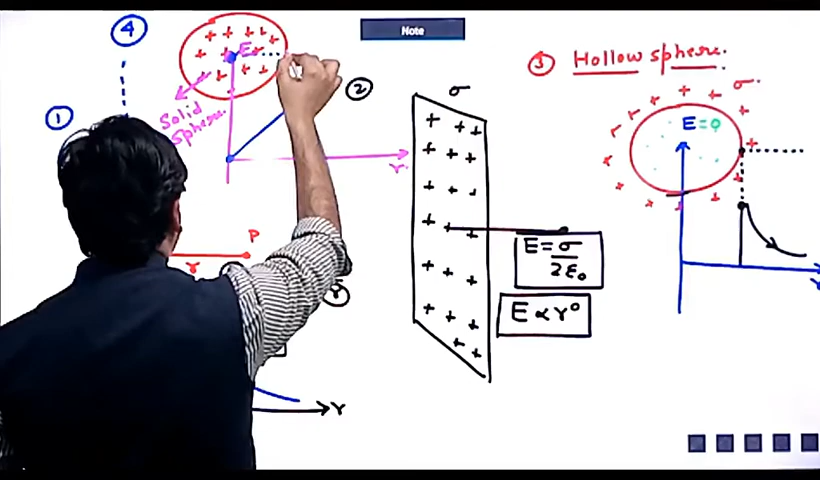 Note
④
E
Solid
sphere.
①
②
r
P
r
r
σ
E = σ
2ε₀
E ∝ r⁰
③ Hollow sphere.
σ
E=0
r